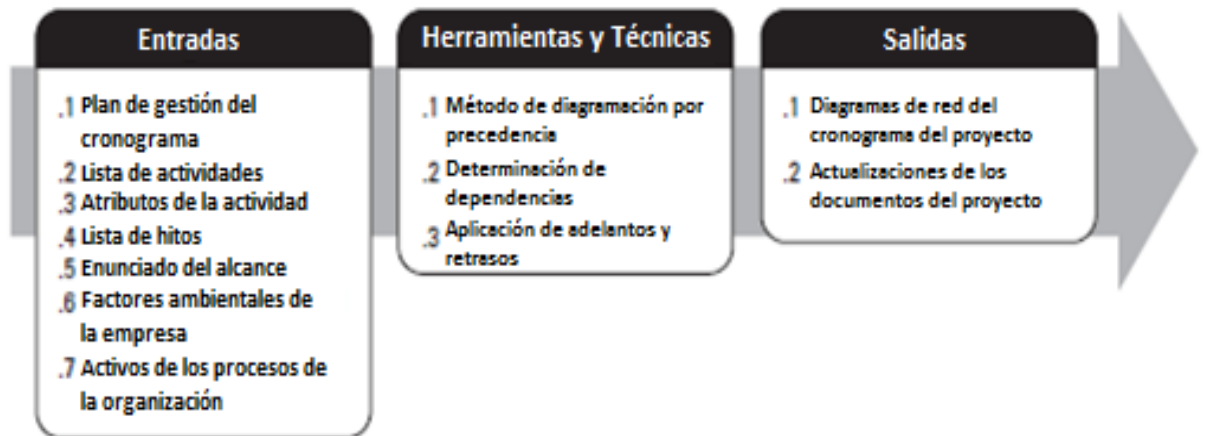 Entradas
.1 Plan de gestión del
cronograma
.2 Lista de actividades
.3 Atributos de la actividad
.4 Lista de hitos
.5 Enunciado del alcance
.6 Factores ambientales de
la empresa
.7 Activos de los procesos de
la organización
Herramientas y Técnicas
.1 Método de diagramación por
precedencia
.2 Determinación de
dependencias
.3 Aplicación de adelantos y
retrasos
Salidas
.1 Diagramas de red del
cronograma del proyecto
.2 Actualizaciones de los
documentos del proyecto